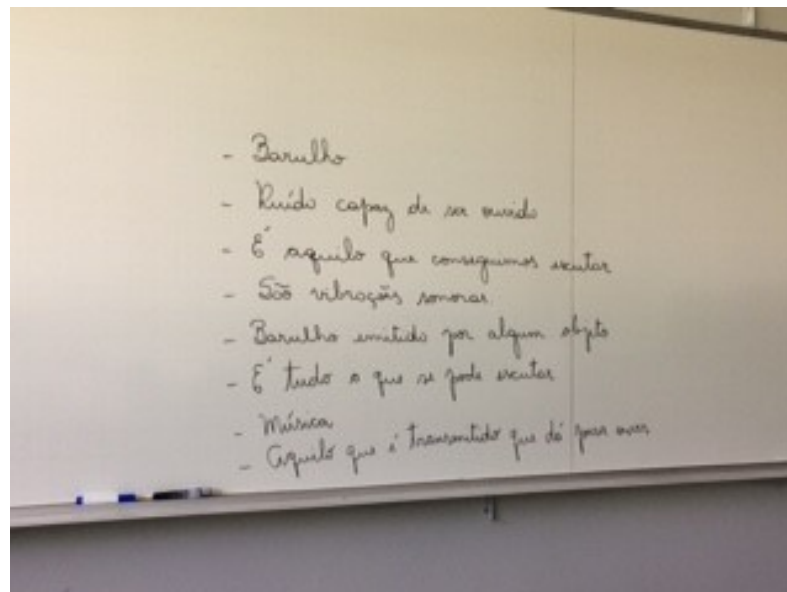 - Barulho
- Ruído capaz de ser ouvido
- É aquilo que conseguimos escutar
- São vibrações sonoras
- Barulho emitido por algum objeto
- É tudo o que se pode escutar
- Música
- Aquilo que é transmitido que dá para ouvir